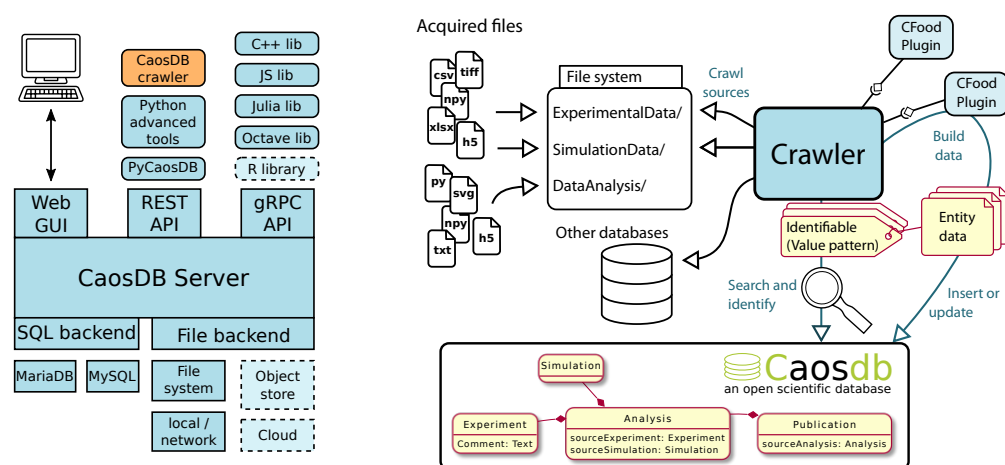 CaosDB
crawler
Python
advanced
tools
PyCaosDB
C++ lib
JS lib
Julia lib
Octave lib
R library
Web
GUI
REST
API
gRPC
API
CaosDB Server
SQL backend
File backend
MariaDB
MySQL
File
system
local /
network
Object
store
Cloud
Acquired files
csv
tiff
npy
xlsx
h5
py
svg
npy
txt
h5
File system
ExperimentalData/
SimulationData/
DataAnalysis/
Other databases
Crawl
sources
Crawler
CFood
Plugin
CFood
Plugin
Build
data
Identifiable
(Value pattern)
Entity
data
Search and
identify
Insert or
update
Caosdb
an open scientific database
Simulation
Experiment
Comment: Text
Analysis
sourceExperiment: Experiment
sourceSimulation: Simulation
Publication
sourceAnalysis: Analysis